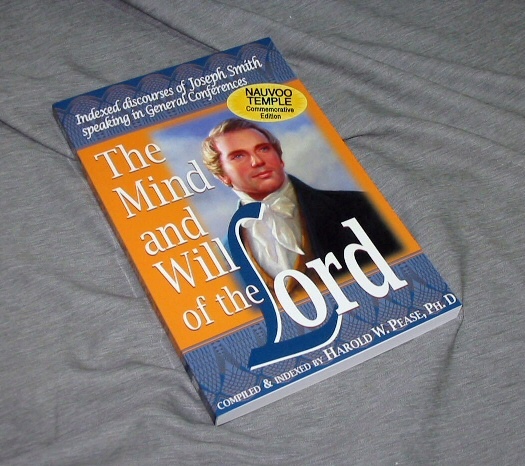 Indexed discourses of Joseph Smith
speaking in General Conferences
NAUVOO
TEMPLE
Commemorative
Edition
The
Mind
and
Will
of the
Lord
COMPILED & INDEXED BY HAROLD W. PEASE, PH. D